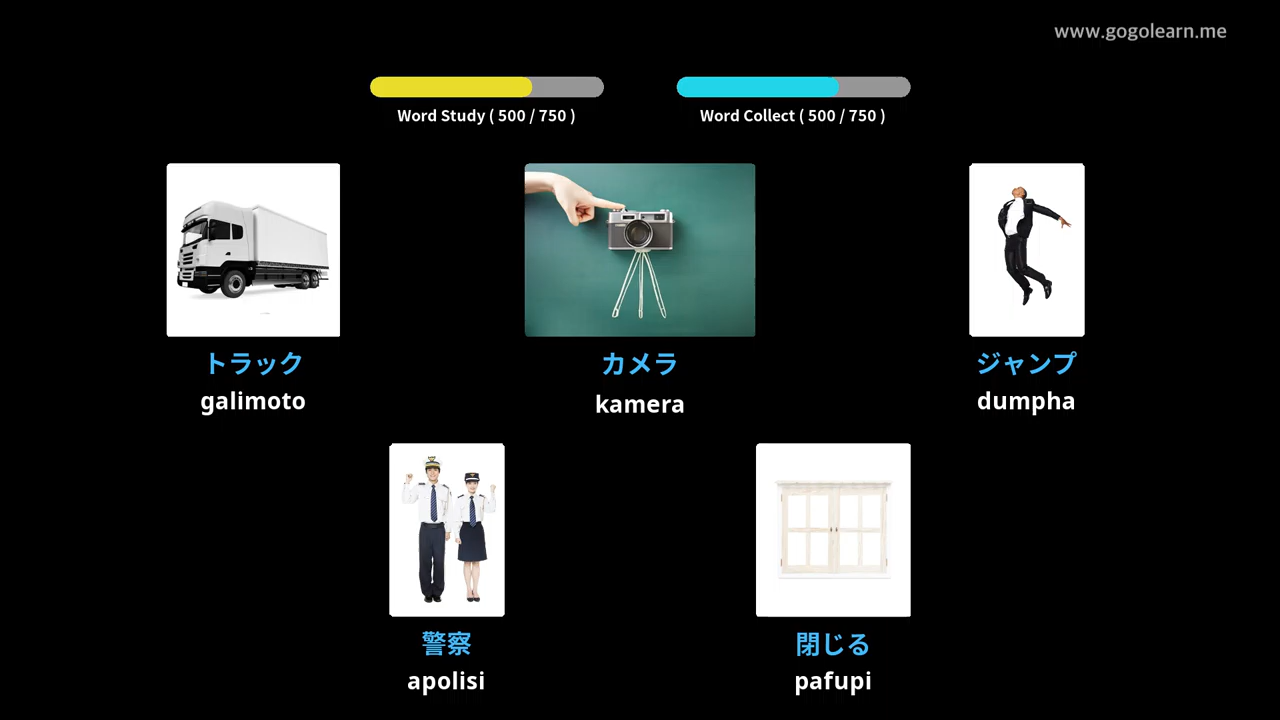 www.gogolearn.me
Word Study ( 500 / 750 )
Word Collect ( 500 / 750 )
トラック
galimoto
カメラ
kamera
ジャンプ
dumpha
警察
apolisi
閉じる
pafupi